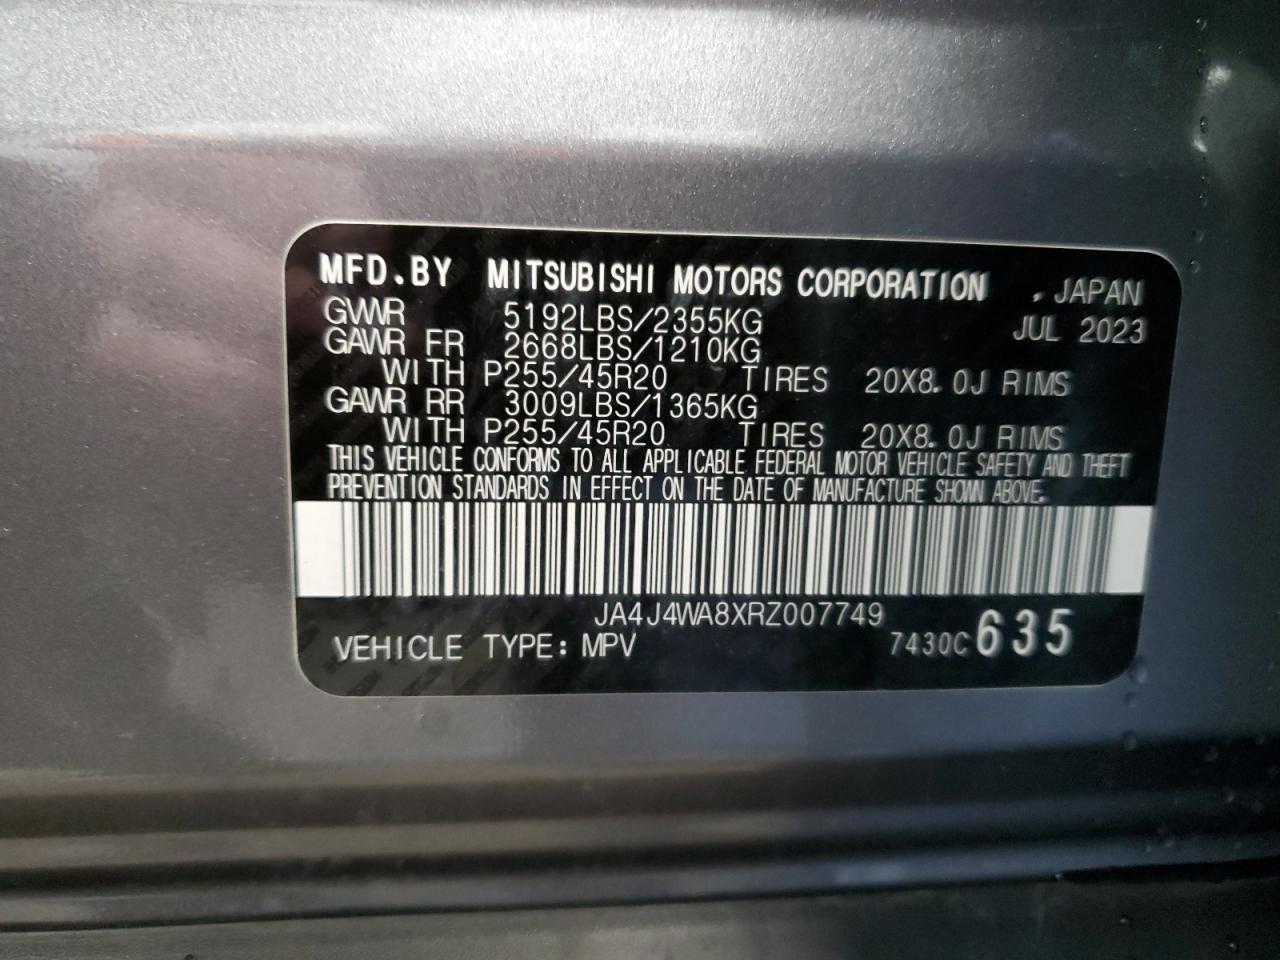 MFD.BY MITSUBISHI MOTORS CORPORATION , JAPAN
GVWR 5192LBS/2355KG JUL 2023
GAWR FR 2668LBS/1210KG
WITH P255/45R20 TIRES 20X8.0J RIMS
GAWR RR 3009LBS/1365KG
WITH P255/45R20 TIRES 20X8.0J RIMS
THIS VEHICLE CONFORMS TO ALL APPLICABLE FEDERAL MOTOR VEHICLE SAFETY AND THEFT
PREVENTION STANDARDS IN EFFECT ON THE DATE OF MANUFACTURE SHOWN ABOVE.
JA4J4WA8XRZ007749
VEHICLE TYPE: MPV 7430C 635